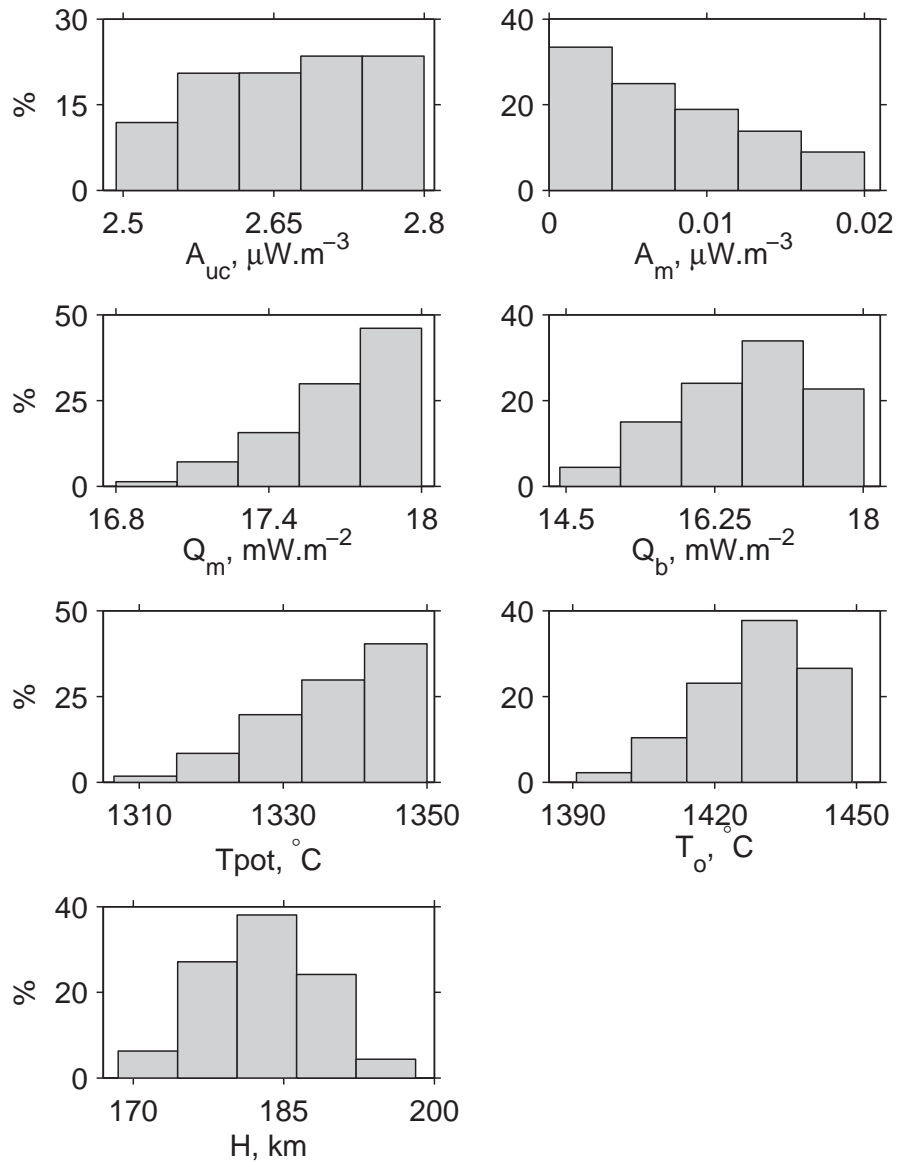 30
15
0
%
2.5 2.65 2.8
A_uc, μW.m⁻³
40
20
0
0 0.01 0.02
A_m, μW.m⁻³
50
25
0
%
16.8 17.4 18
Q_m, mW.m⁻²
40
20
0
14.5 16.25 18
Q_b, mW.m⁻²
50
25
0
%
1310 1330 1350
Tpot, °C
40
20
0
1390 1420 1450
T_o, °C
40
20
0
%
170 185 200
H, km